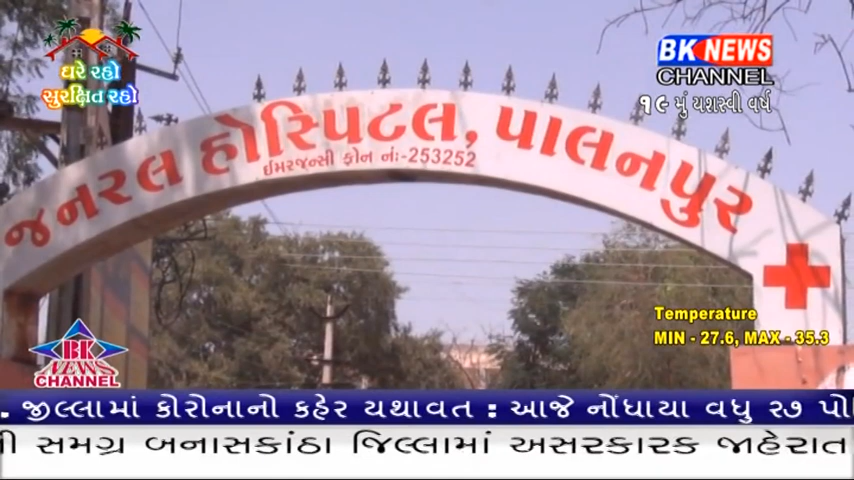 ઘરે રહો
સુરક્ષિત રહો
BK NEWS
CHANNEL
૧૯ મું યશસ્વી વર્ષ
જનરલ હોસ્પિટલ, પાલનપુર
ઈમરજન્સી ફોન નંઃ-253252
Temperature
MIN - 27.6, MAX - 35.3
BK
NEWS
CHANNEL
. જીલ્લામાં કોરોનાનો કહેર યથાવત : આજે નોંધાયા વધુ ૨૭
સમગ્ર બનાસકાંઠા જિલ્લામાં અસરકારક જાહેરાત